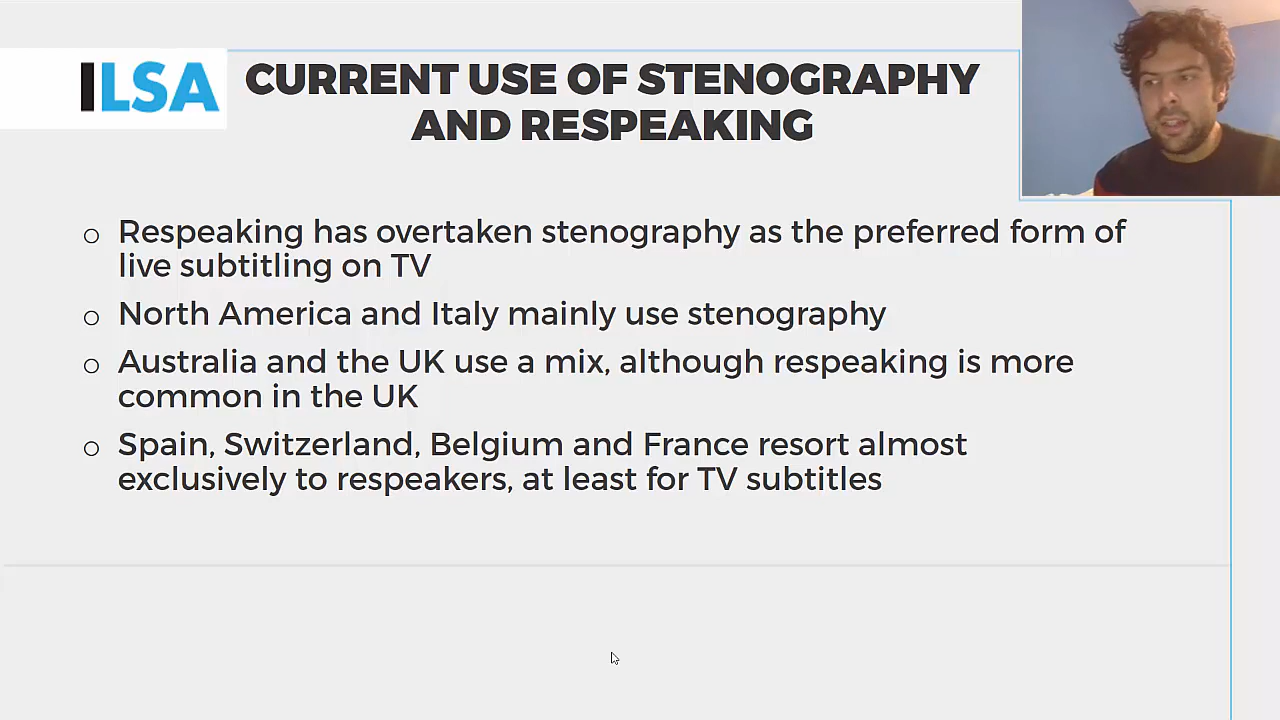 ILSA
CURRENT USE OF STENOGRAPHY
AND RESPEAKING
o Respeaking has overtaken stenography as the preferred form of
live subtitling on TV
o North America and Italy mainly use stenography
o Australia and the UK use a mix, although respeaking is more
common in the UK
o Spain, Switzerland, Belgium and France resort almost
exclusively to respeakers, at least for TV subtitles